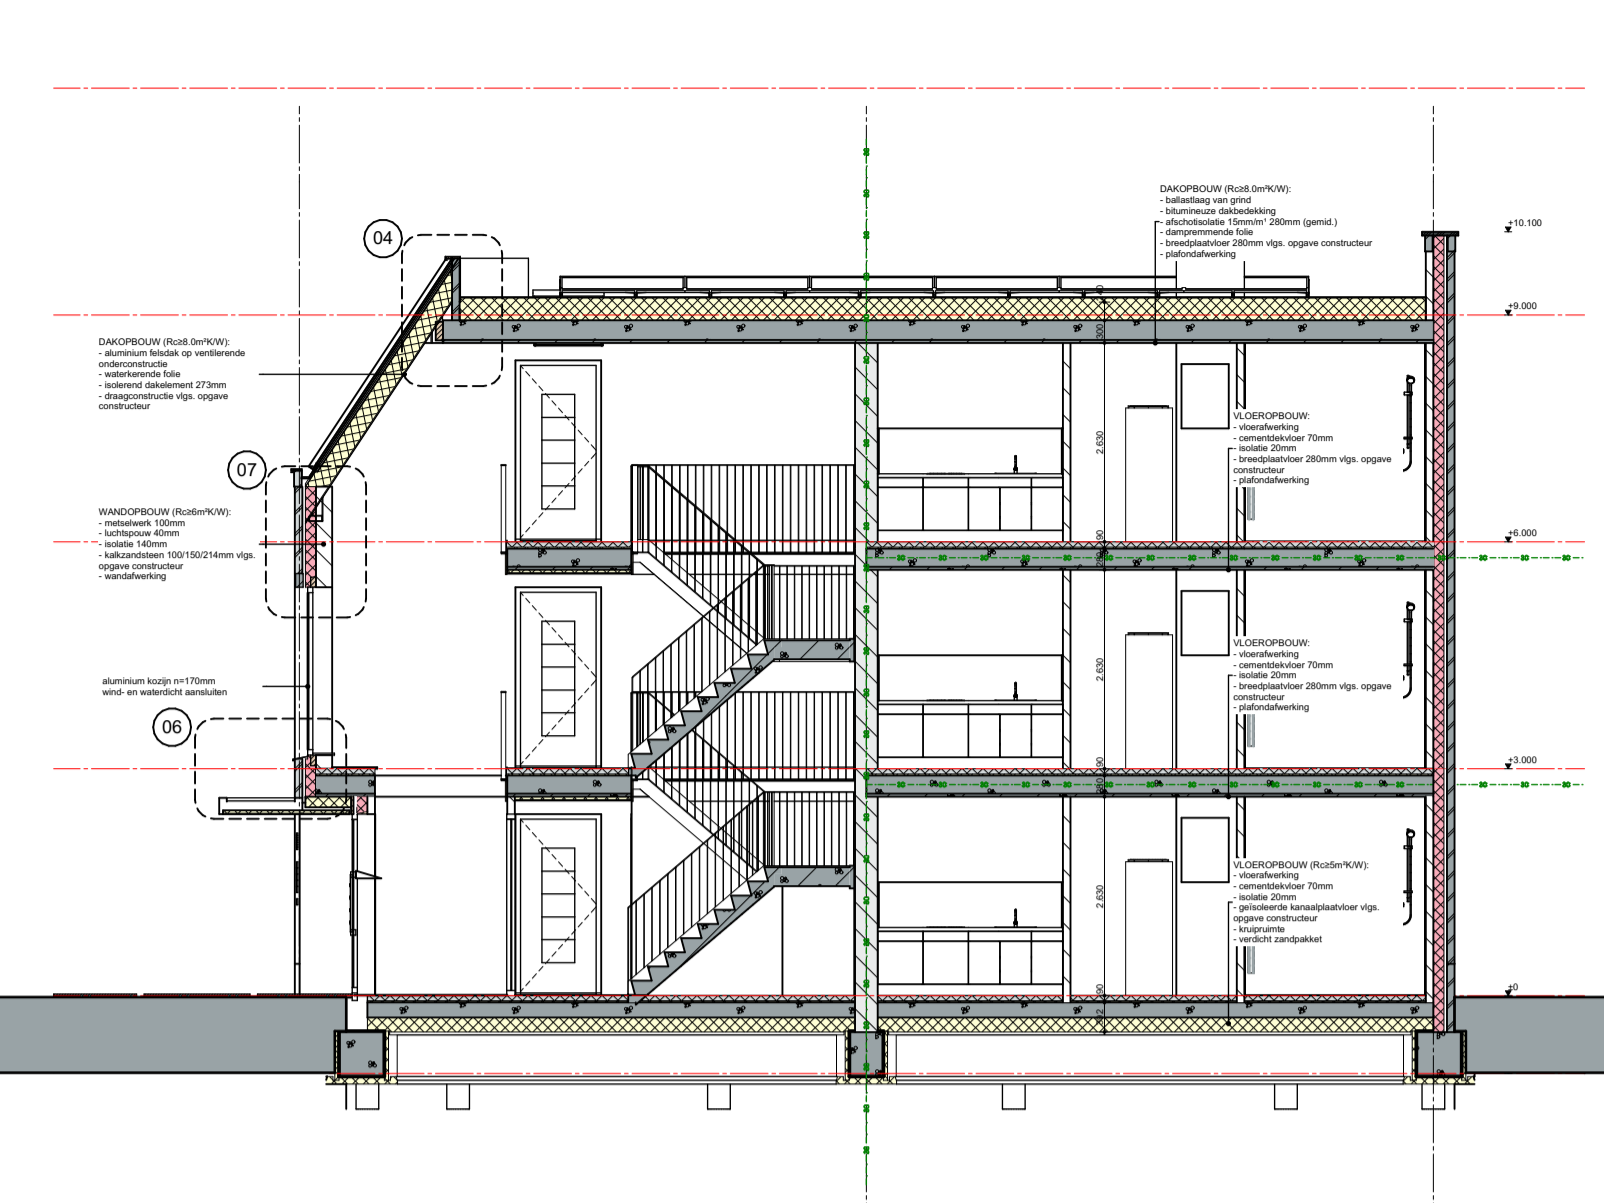 DAKOPBOUW (Rc≥8.0m²K/W):
- ballastlaag van grind
- bitumineuze dakbedekking
- afschotisolatie 15mm/m¹ 280mm (gemid.)
- dampremmende folie
- breedplaatvloer 280mm vlgs. opgave constructeur
- plafondafwerking
+10.100
04
+9.000
300
DAKOPBOUW (Rc≥8.0m²K/W):
- aluminium felsdak op ventilerende
onderconstructie
- waterkerende folie
- isolerend dakelement 273mm
- draagconstructie vlgs. opgave
constructeur
VLOEROPBOUW:
- vloerafwerking
- cementdekvloer 70mm
- isolatie 20mm
- breedplaatvloer 280mm vlgs. opgave
constructeur
- plafondafwerking
2.630
07
WANDOPBOUW (Rc≥6m²K/W):
- metselwerk 100mm
- luchtspouw 40mm
- isolatie 140mm
- kalkzandsteen 100/150/214mm vlgs.
opgave constructeur
- wandafwerking
90
+6.000
VLOEROPBOUW:
- vloerafwerking
- cementdekvloer 70mm
- isolatie 20mm
- breedplaatvloer 280mm vlgs. opgave
constructeur
- plafondafwerking
2.630
aluminium kozijn n=170mm
wind- en waterdicht aansluiten
06
90
+3.000
VLOEROPBOUW (Rc≥5m²K/W):
- vloerafwerking
- cementdekvloer 70mm
- isolatie 20mm
- geïsoleerde kanaalplaatvloer vlgs.
opgave constructeur
- kruipruimte
- verdicht zandpakket
2.630
90
±0